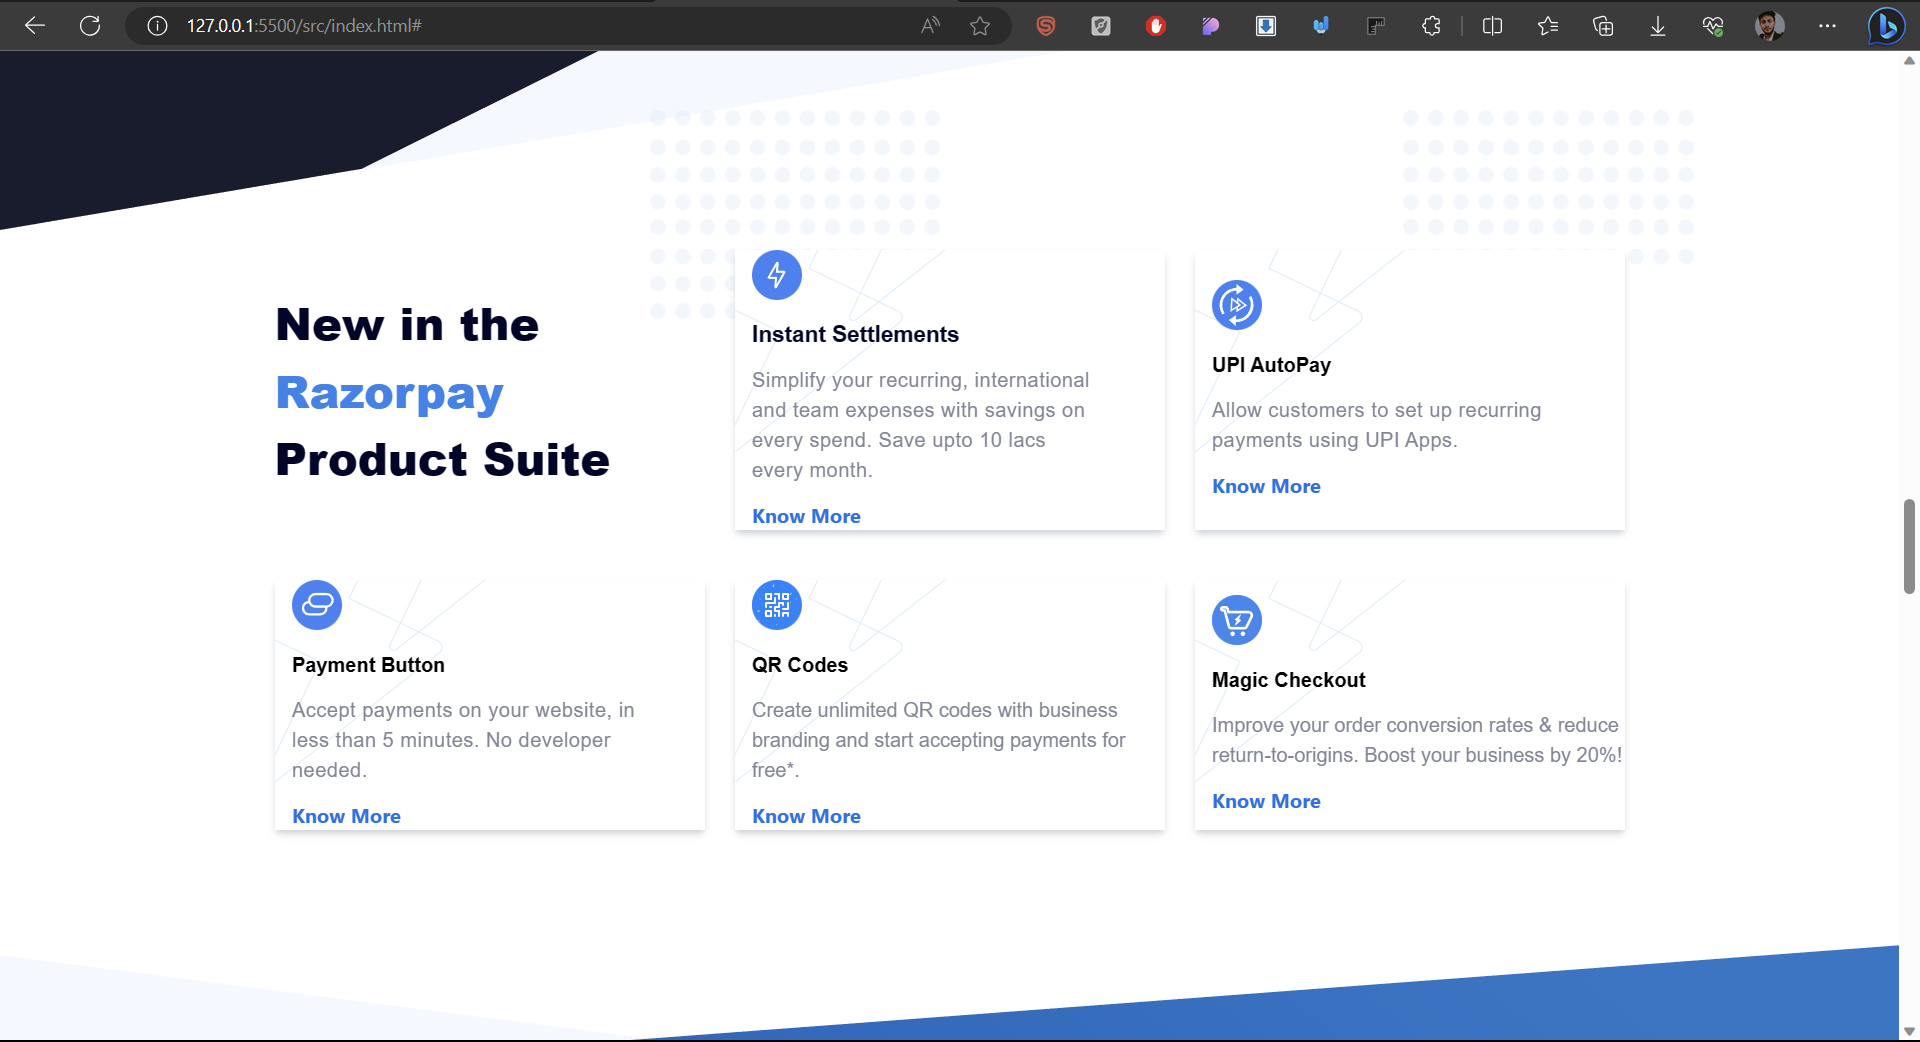 127.0.0.1:5500/src/index.html#
New in the
Razorpay
Product Suite
Instant Settlements
Simplify your recurring, international
and team expenses with savings on
every spend. Save upto 10 lacs
every month.
Know More
UPI AutoPay
Allow customers to set up recurring
payments using UPI Apps.
Know More
Payment Button
Accept payments on your website, in
less than 5 minutes. No developer
needed.
Know More
QR Codes
Create unlimited QR codes with business
branding and start accepting payments for
free*.
Know More
Magic Checkout
Improve your order conversion rates & reduce
return-to-origins. Boost your business by 20%!
Know More